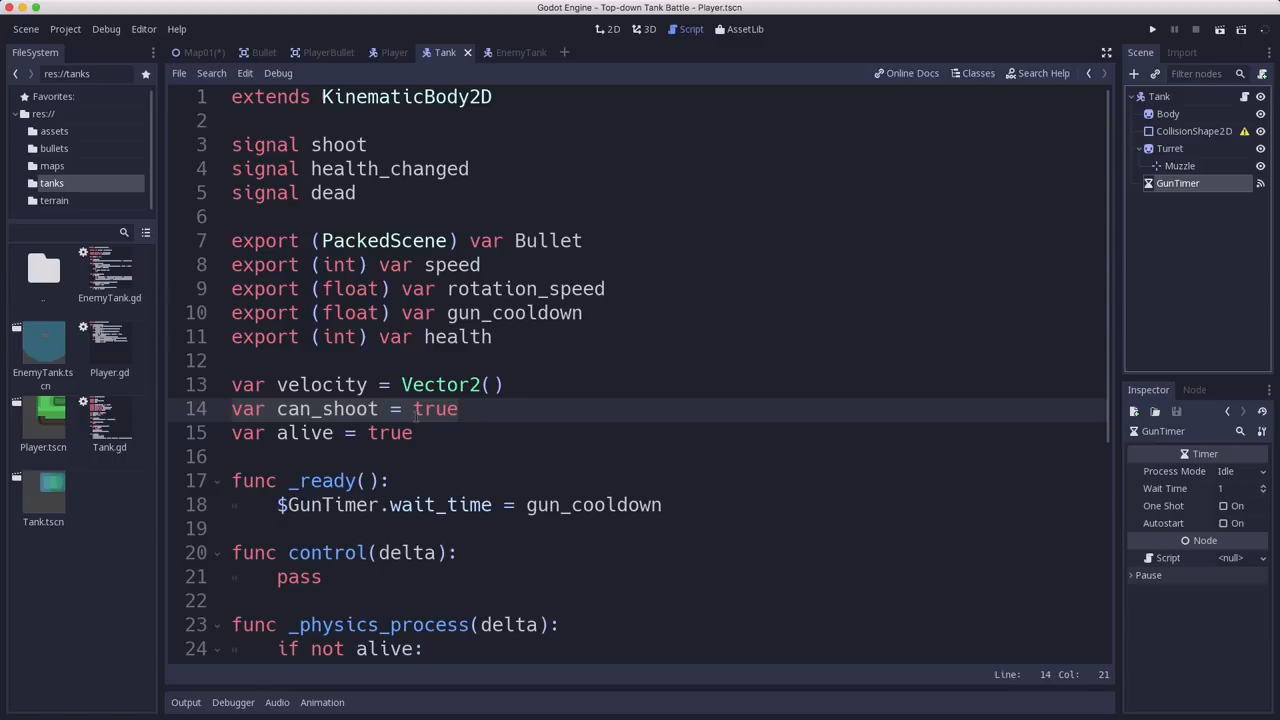 Godot Engine - Top-down Tank Battle - Player.tscn
Scene Project Debug Editor Help
2D 3D Script AssetLib
FileSystem
res://tanks
Favorites:
res://
assets
bullets
maps
tanks
terrain
..
EnemyTank.gd
EnemyTank.ts
cn
Player.gd
Player.tscn
Tank.gd
Tank.tscn
Map01(*) Bullet PlayerBullet Player Tank EnemyTank
File Search Edit Debug
Online Docs Classes Search Help
1 extends KinematicBody2D
2
3 signal shoot
4 signal health_changed
5 signal dead
6
7 export (PackedScene) var Bullet
8 export (int) var speed
9 export (float) var rotation_speed
10 export (float) var gun_cooldown
11 export (int) var health
12
13 var velocity = Vector2()
14 var can_shoot = true
15 var alive = true
16
17 func _ready():
18 $GunTimer.wait_time = gun_cooldown
19
20 func control(delta):
21 pass
22
23 func _physics_process(delta):
24 if not alive:
Line: 14 Col: 21
Output Debugger Audio Animation
Scene Import
Filter nodes
Tank
Body
CollisionShape2D
Turret
Muzzle
GunTimer
Inspector Node
GunTimer
Timer
Process Mode Idle
Wait Time 1
One Shot On
Autostart On
Node
Script <null>
Pause